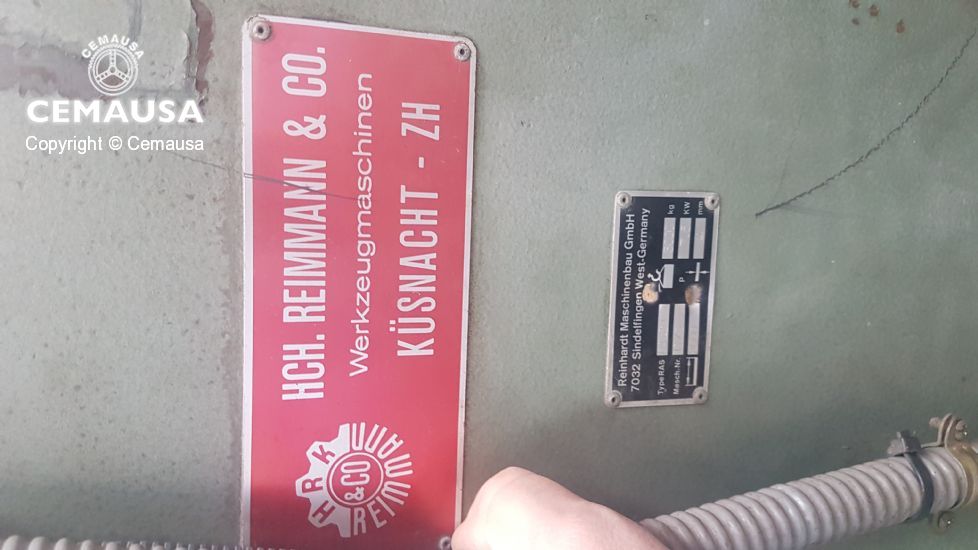 CEMAUSA
CEMAUSA
Copyright © Cemausa
HCH. REIMMANN & CO.
Werkzeugmaschinen
KÜSNACHT - ZH
HRK
& CO
REIMMANN
Reinhardt Maschinenbau GmbH
7032 Sindelfingen West-Germany
Type RAS
kg
Masch.Nr.
P
KW
mm